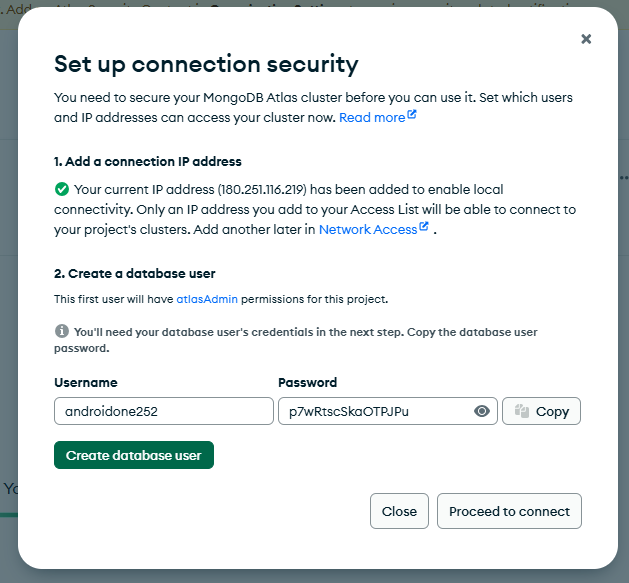 Set up connection security
You need to secure your MongoDB Atlas cluster before you can use it. Set which users
and IP addresses can access your cluster now. Read more
1. Add a connection IP address
Your current IP address (180.251.116.219) has been added to enable local
connectivity. Only an IP address you add to your Access List will be able to connect to
your project's clusters. Add another later in Network Access .
2. Create a database user
This first user will have atlasAdmin permissions for this project.
You'll need your database user's credentials in the next step. Copy the database user
password.
Username Password
androidone252 p7wRtscSkaOTPJPu Copy
Create database user
Close Proceed to connect